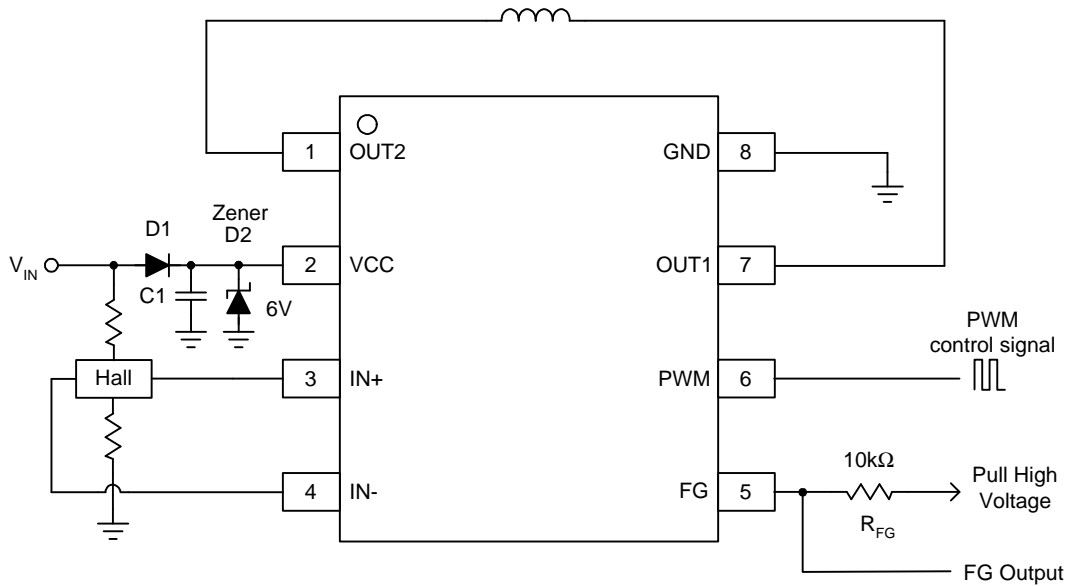 1
OUT2
GND
8
Zener
D2
D1
V_IN
C1
6V
2
VCC
OUT1
7
PWM
control signal
Hall
3
IN+
PWM
6
10kΩ
Pull High
Voltage
4
IN-
FG
5
R_FG
FG Output